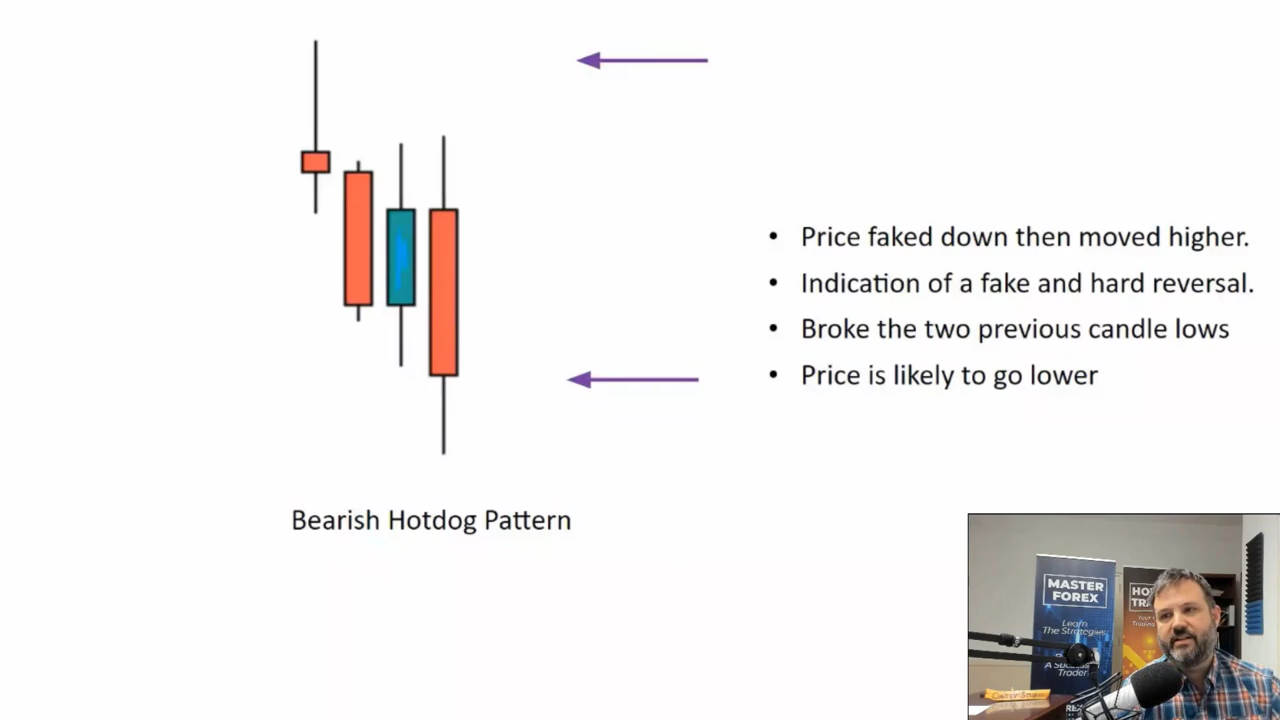 • Price faked down then moved higher.
• Indication of a fake and hard reversal.
• Broke the two previous candle lows
• Price is likely to go lower
Bearish Hotdog Pattern
MASTER
FOREX
Learn
The Strategies
Trader